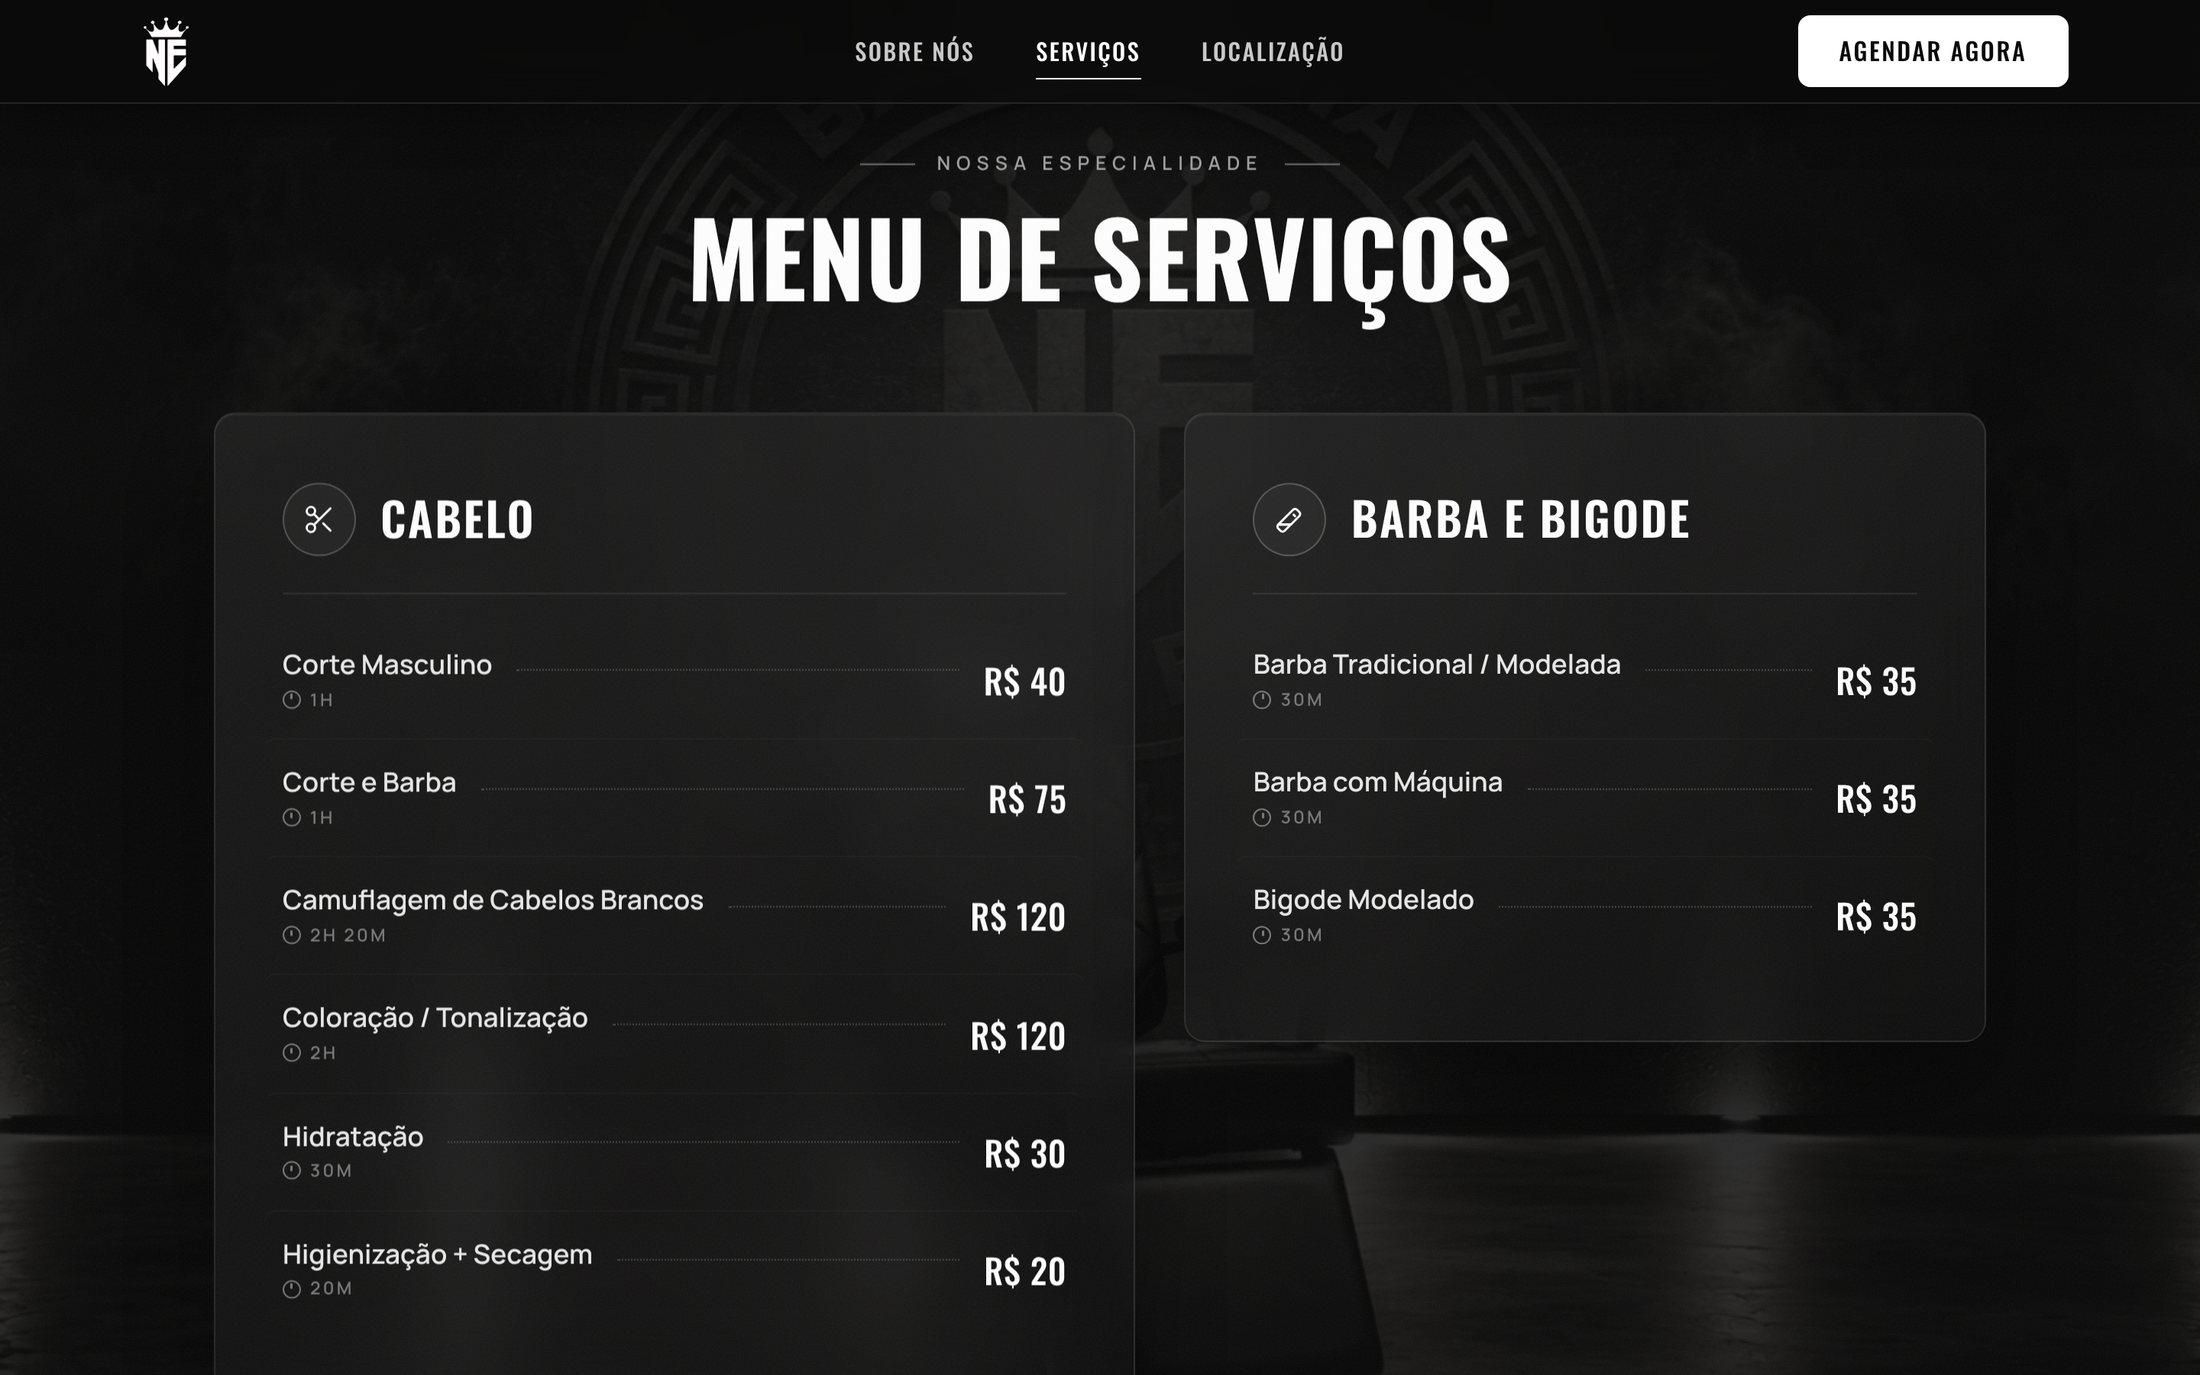 NE
SOBRE NÓS
SERVIÇOS
LOCALIZAÇÃO
AGENDAR AGORA
NOSSA ESPECIALIDADE
MENU DE SERVIÇOS
NE
CABELO
Corte Masculino
R$ 40
1H
Corte e Barba
R$ 75
1H
Camuflagem de Cabelos Brancos
R$ 120
2H 20M
Coloração / Tonalização
R$ 120
2H
Hidratação
R$ 30
30M
Higienização + Secagem
R$ 20
20M
BARBA E BIGODE
Barba Tradicional / Modelada
R$ 35
30M
Barba com Máquina
R$ 35
30M
Bigode Modelado
R$ 35
30M